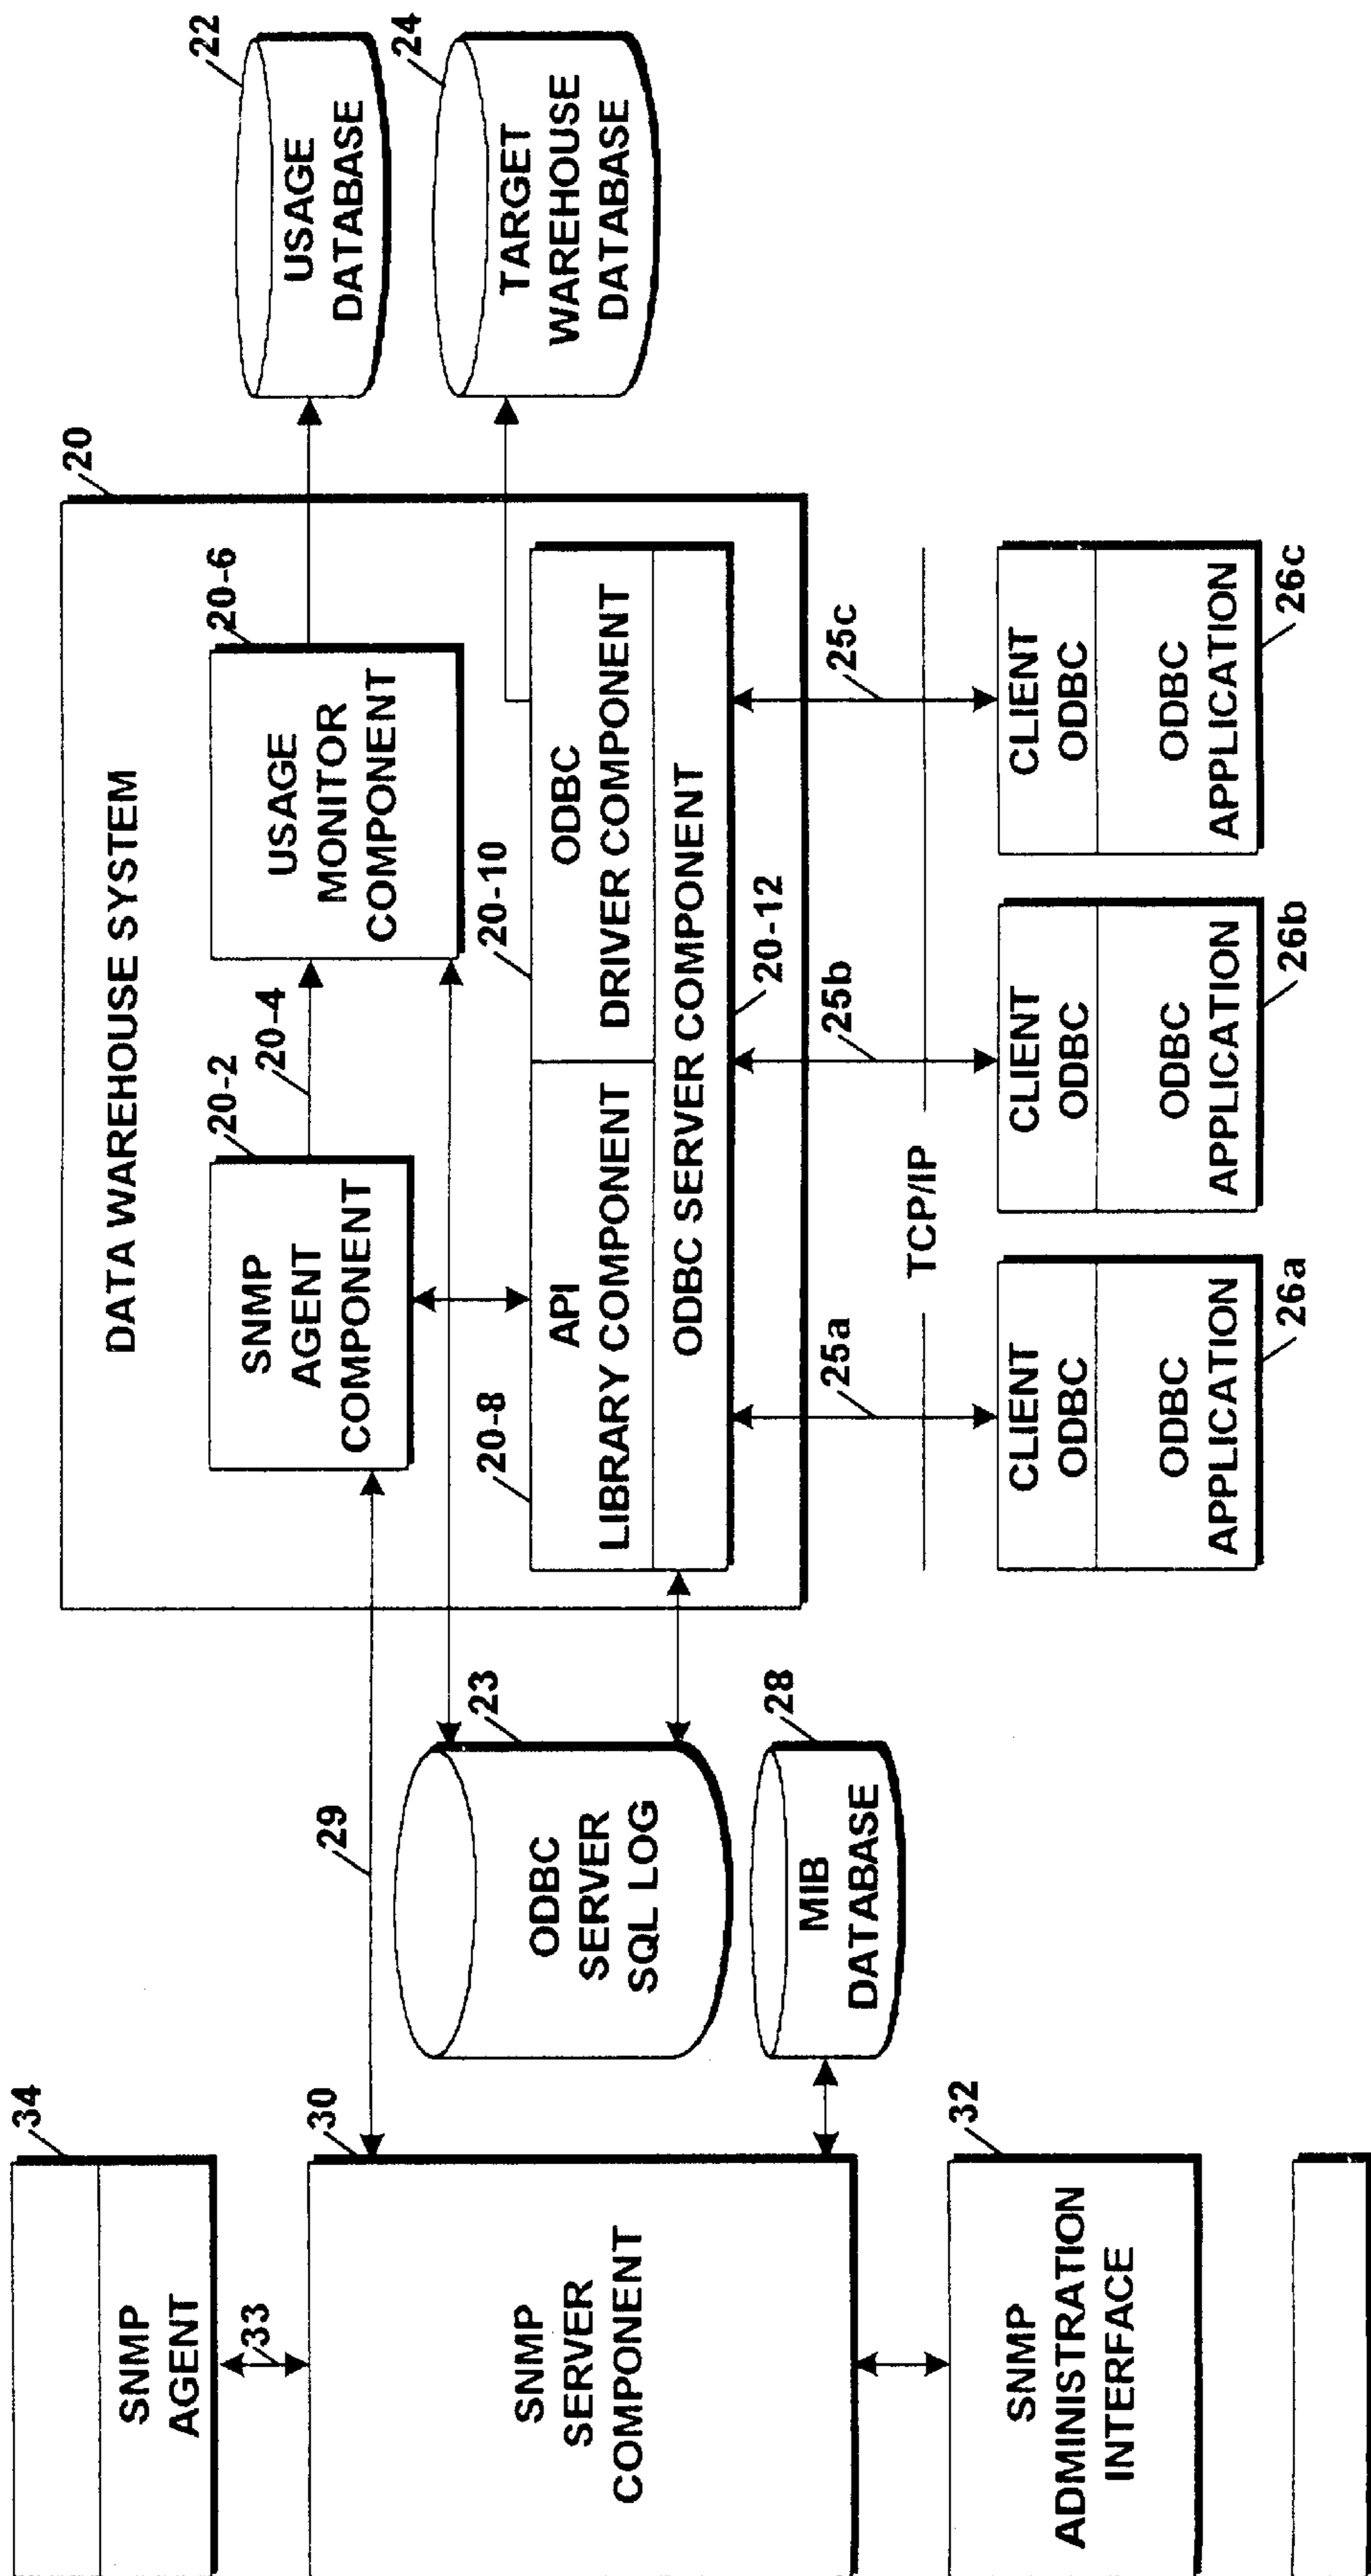 34
SNMP
AGENT
33
30
SNMP
SERVER
COMPONENT
32
SNMP
ADMINISTRATION
INTERFACE
29
23
ODBC
SERVER
SQL LOG
28
MIB
DATABASE
20
DATA WAREHOUSE SYSTEM
20-2
SNMP
AGENT
COMPONENT
20-4
20-6
USAGE
MONITOR
COMPONENT
20-8
API
LIBRARY COMPONENT
20-10
ODBC
DRIVER COMPONENT
ODBC SERVER COMPONENT
20-12
22
USAGE
DATABASE
24
TARGET
WAREHOUSE
DATABASE
25a
25b
25c
TCP/IP
CLIENT
ODBC
ODBC
APPLICATION
26a
CLIENT
ODBC
ODBC
APPLICATION
26b
CLIENT
ODBC
ODBC
APPLICATION
26c